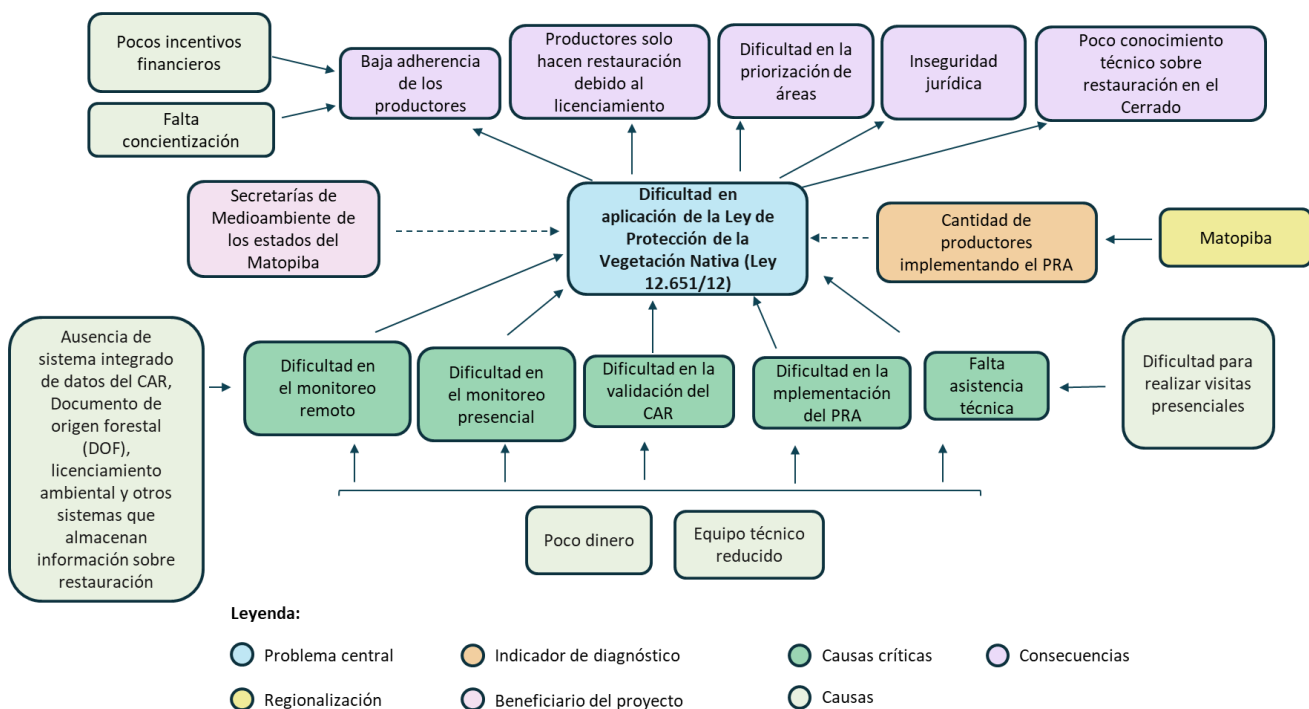 Pocos incentivos
financieros
Falta
concientización
Baja adherencia
de los
productores
Productores solo
hacen restauración
debido al
licenciamiento
Dificultad en la
priorización de
áreas
Inseguridad
jurídica
Poco conocimiento
técnico sobre
restauración en el
Cerrado
Secretarías de
Medioambiente de
los estados del
Matopiba
Dificultad en
aplicación de la Ley de
Protección de la
Vegetación Nativa (Ley
12.651/12)
Cantidad de
productores
implementando el PRA
Matopiba
Ausencia de
sistema integrado
de datos del CAR,
Documento de
origen forestal
(DOF),
licenciamiento
ambiental y otros
sistemas que
almacenan
información sobre
restauración
Dificultad en
el monitoreo
remoto
Dificultad en
el monitoreo
presencial
Dificultad en la
validación del
CAR
Dificultad en la
mplementación
del PRA
Falta
asistencia
técnica
Dificultad para
realizar visitas
presenciales
Poco dinero
Equipo técnico
reducido
Leyenda:
Problema central
Indicador de diagnóstico
Causas críticas
Consecuencias
Regionalización
Beneficiario del proyecto
Causas